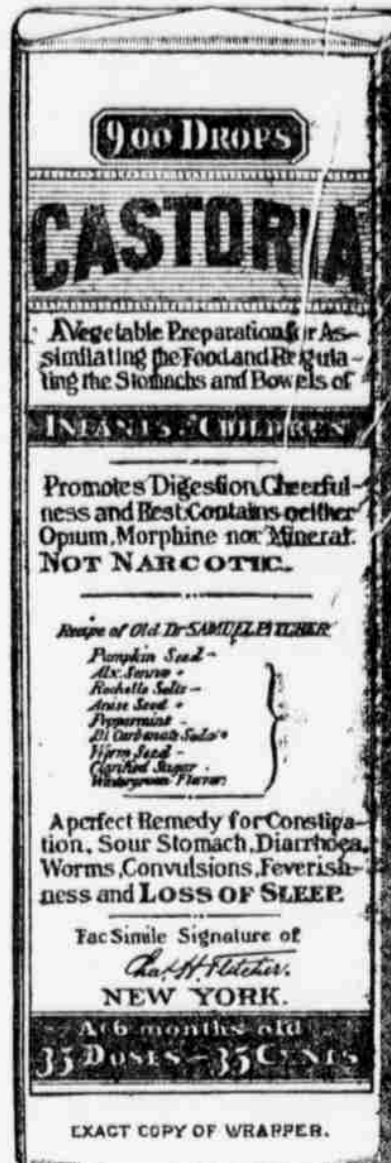 900 DROPS
CASTORIA
A Vegetable Preparation for As-
similating the Food and Regula-
ting the Stomachs and Bowels of
INFANTS & CHILDREN
Promotes Digestion, Cheerful-
ness and Rest. Contains neither
Opium, Morphine nor Mineral.
NOT NARCOTIC.
Recipe of Old Dr SAMUEL PITCHER
Pumpkin Seed -
Alx. Senna +
Rochelle Salts -
Anise Seed +
Peppermint -
Bi Carbonate Soda +
Worm Seed -
Clarified Sugar .
Wintergreen Flavor.
A perfect Remedy for Constipa-
tion, Sour Stomach, Diarrhoea,
Worms, Convulsions, Feverish-
ness and LOSS OF SLEEP.
Fac Simile Signature of
Chas. H. Fletcher.
NEW YORK.
At 6 months old
35 DOSES - 35 CENTS
EXACT COPY OF WRAPPER.